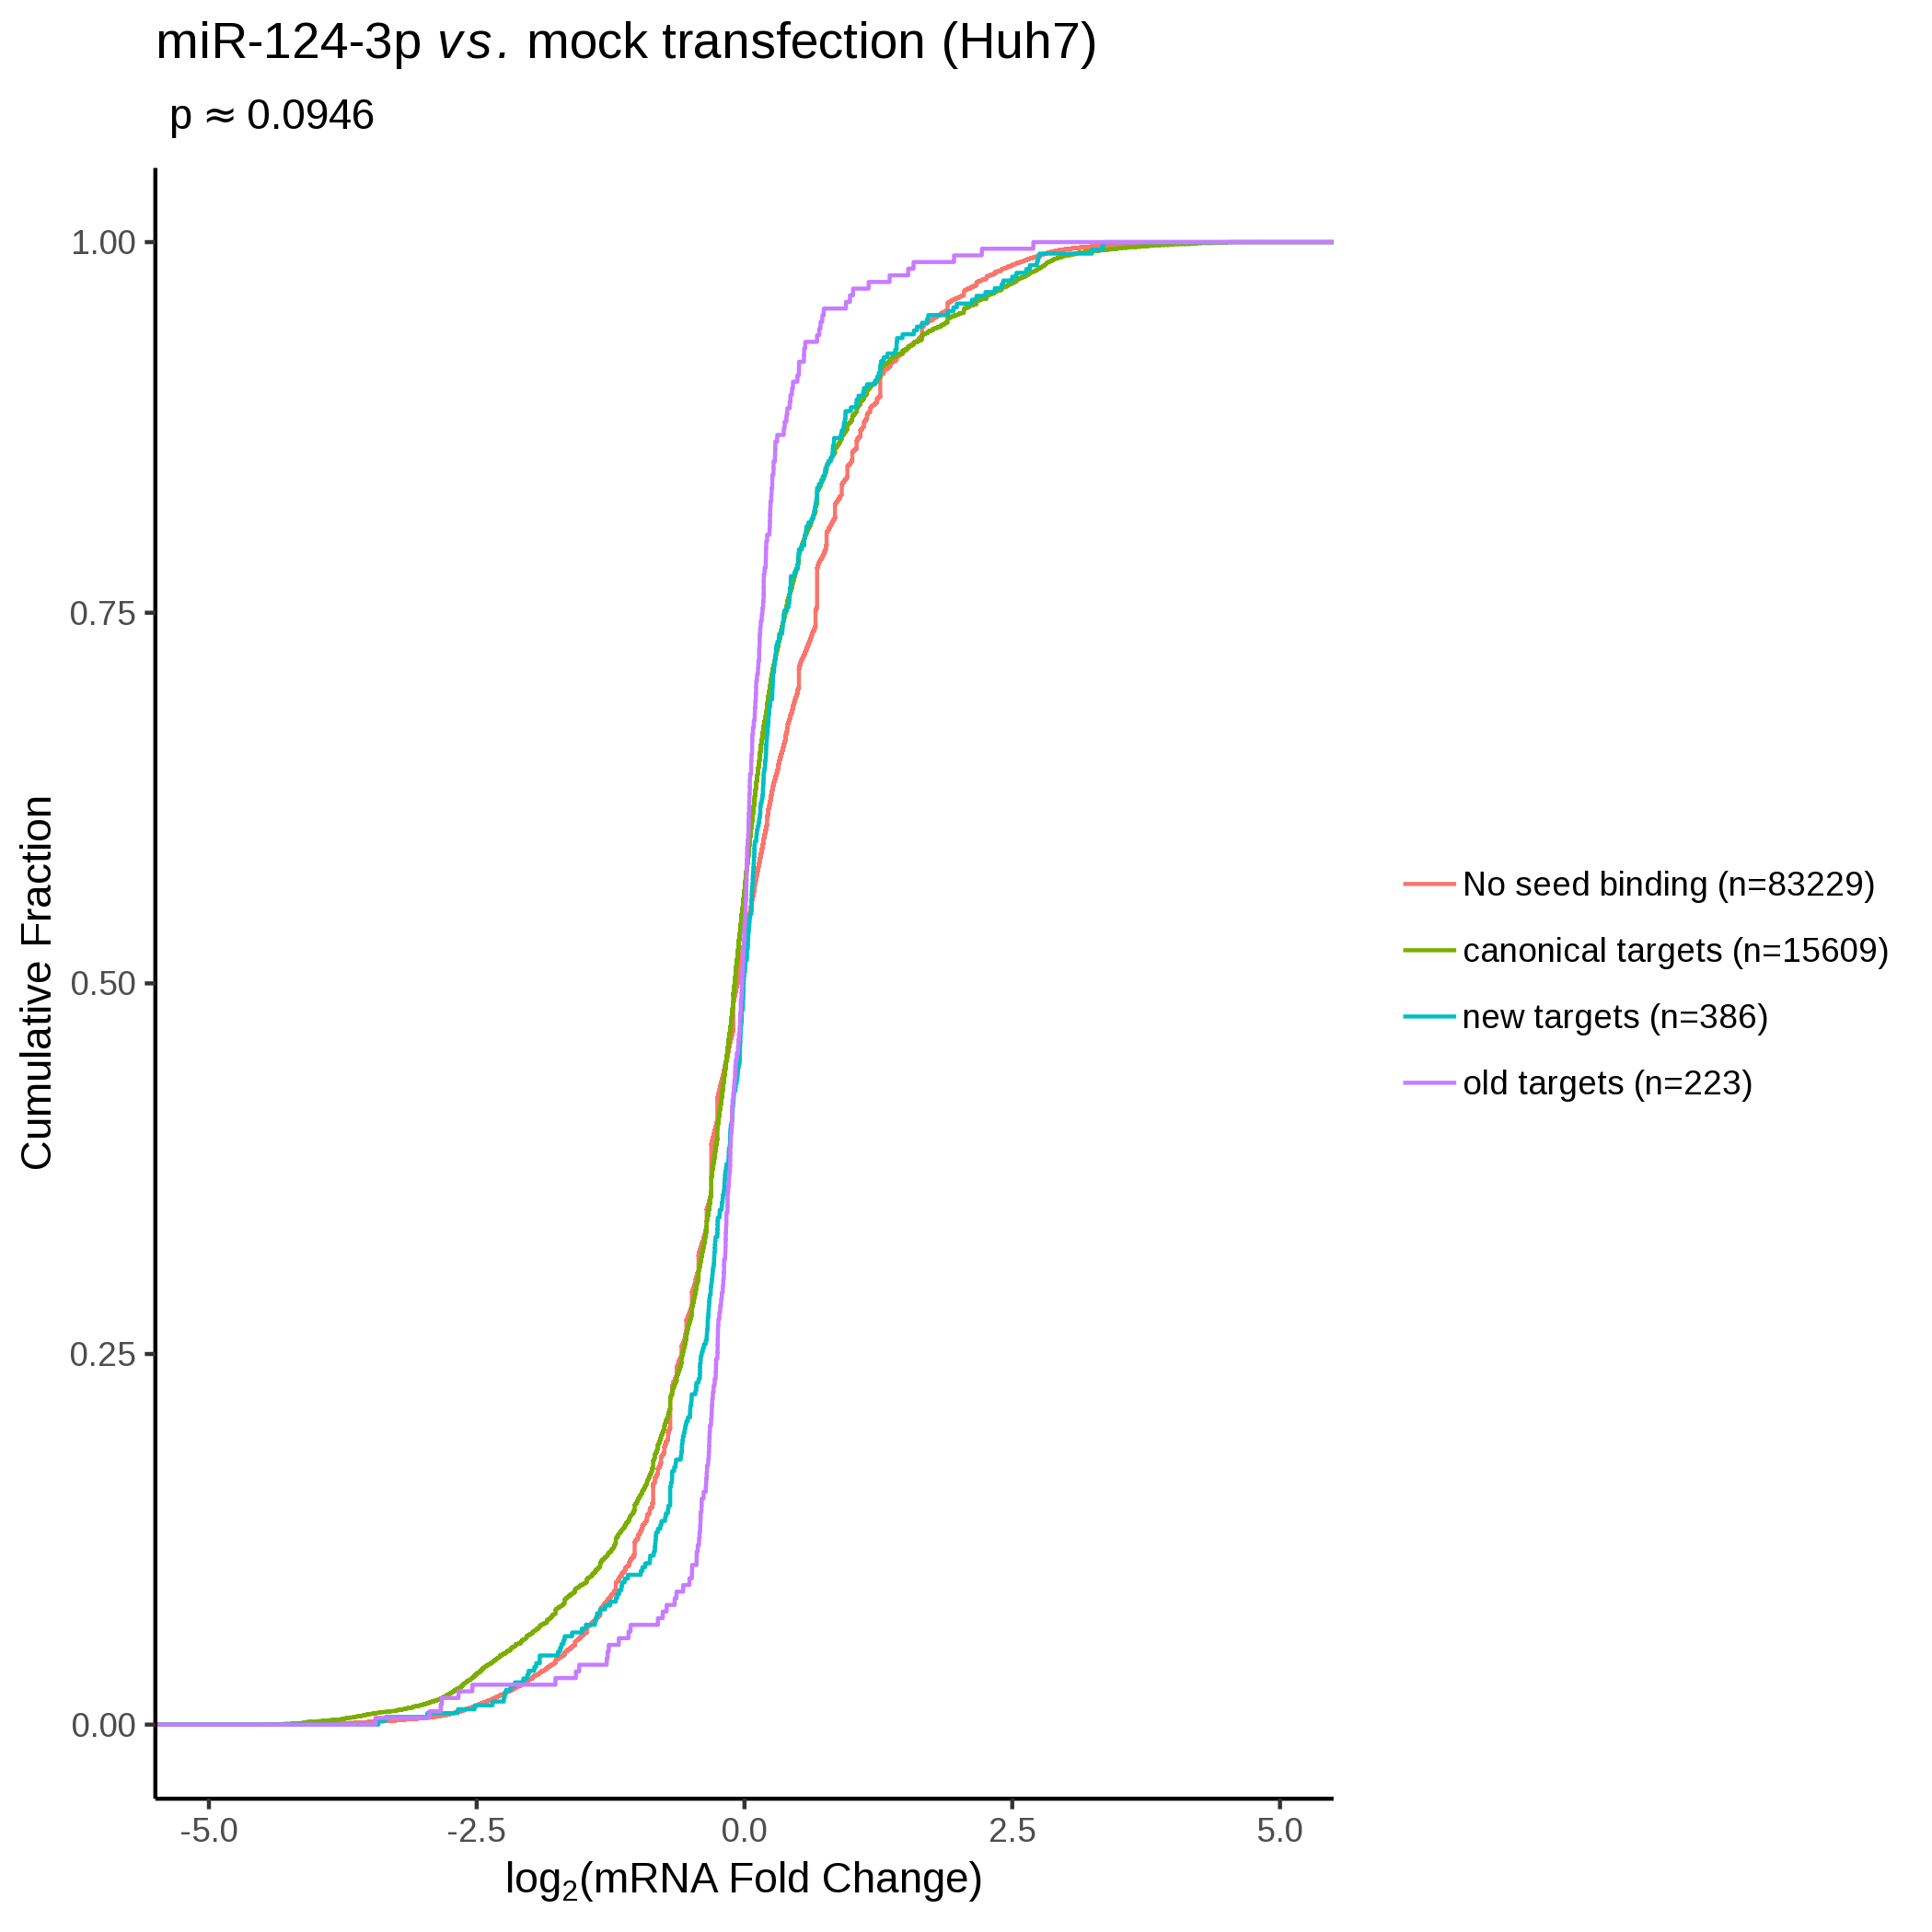 miR-124-3p vs. mock transfection (Huh7)
p ≈ 0.0946
1.00
0.75
0.50
0.25
0.00
Cumulative Fraction
-5.0
-2.5
0.0
2.5
5.0
log₂(mRNA Fold Change)
No seed binding (n=83229)
canonical targets (n=15609)
new targets (n=386)
old targets (n=223)